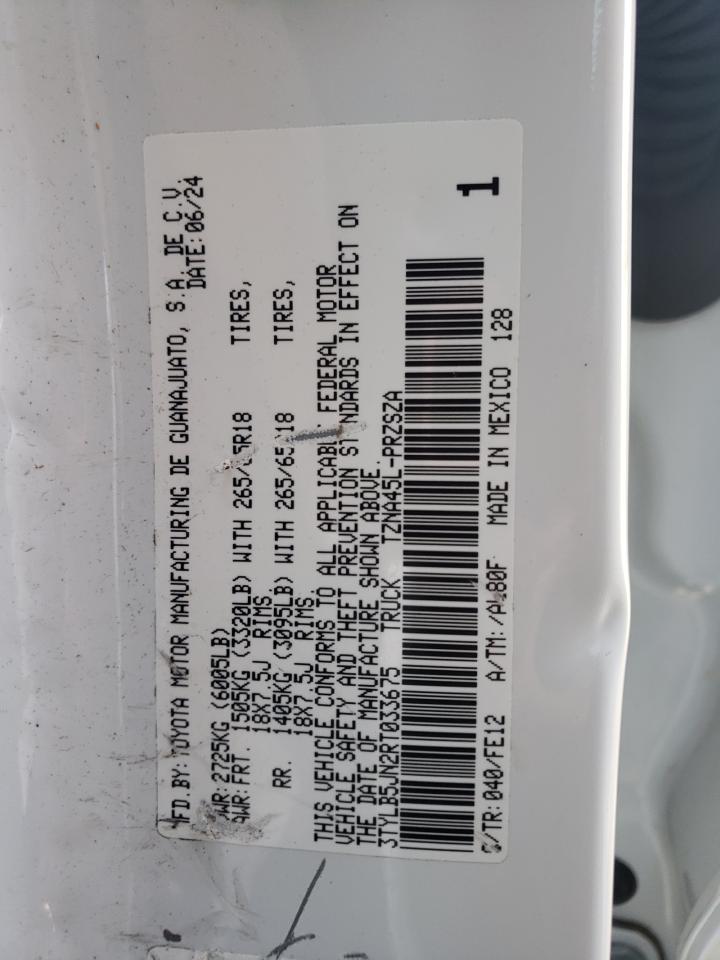 MFD.BY: TOYOTA MOTOR MANUFACTURING DE GUANAJUATO, S.A. DE C.V.
DATE: 06/24
GVWR: 2725KG (6005LB)
GAWR: FRT. 1505KG (3320LB) WITH 265/65R18 TIRES,
18X7.5J RIMS
RR. 1405KG (3095LB) WITH 265/65R18 TIRES,
18X7.5J RIMS
THIS VEHICLE CONFORMS TO ALL APPLICABLE FEDERAL MOTOR
VEHICLE SAFETY AND THEFT PREVENTION STANDARDS IN EFFECT ON
THE DATE OF MANUFACTURE SHOWN ABOVE.
3TYLB5JN2RT033675 TRUCK TZNA45L-PRZSZA
1
C/TR: 040/FE12 A/TM: MADE IN MEXICO 128